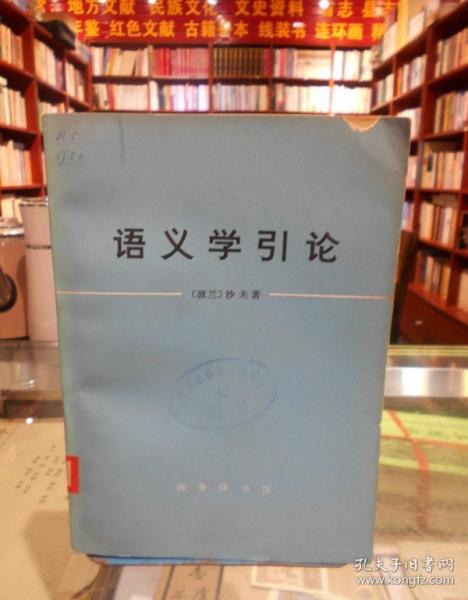 地方文献 民族文化 文史资料
年鉴 红色文献 古籍善本 线装书 连环画
语义学引论
〔波兰〕沙夫著
商务印书馆
孔夫子旧书网
www.kongfz.com